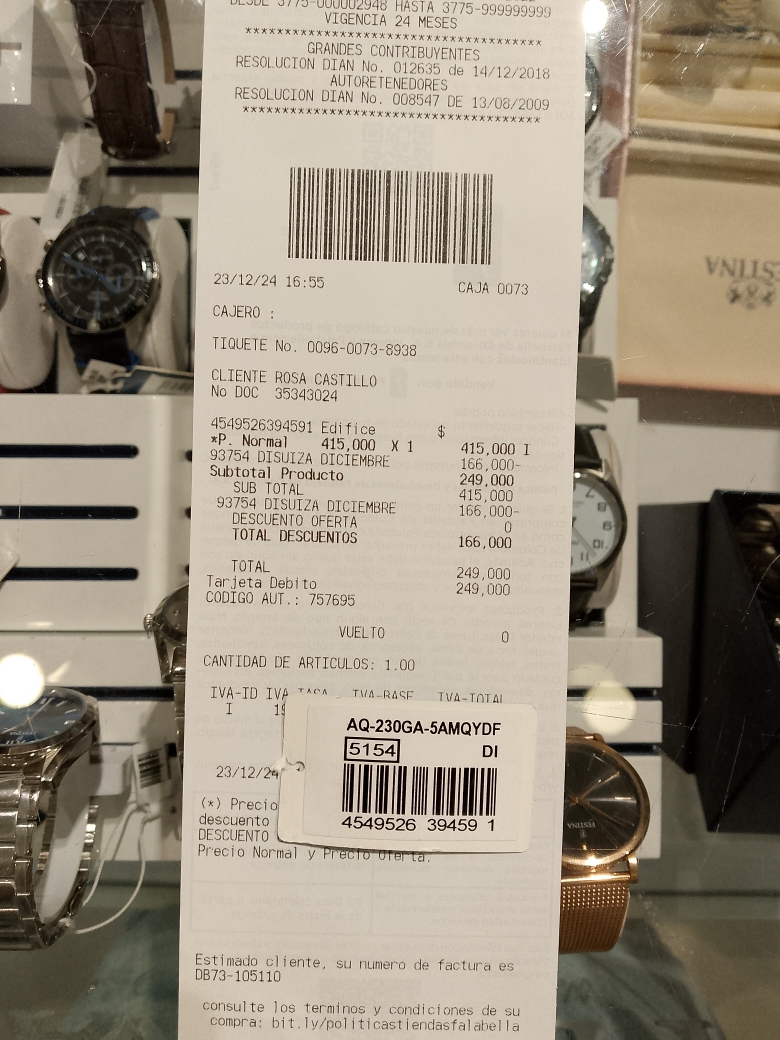 DESDE 3775-000002948 HASTA 3775-999999999
VIGENCIA 24 MESES
************************************
GRANDES CONTRIBUYENTES
RESOLUCION DIAN No. 012635 de 14/12/2018
AUTORETENEDORES
RESOLUCION DIAN No. 008547 DE 13/08/2009
************************************
23/12/24 16:55 CAJA 0073
CAJERO :
TIQUETE No. 0096-0073-8938
CLIENTE ROSA CASTILLO
No DOC 35343024
4549526394591 Edifice $
*P. Normal 415,000 X 1 415,000 I
93754 DISUIZA DICIEMBRE 166,000-
Subtotal Producto 249,000
SUB TOTAL 415,000
93754 DISUIZA DICIEMBRE 166,000-
DESCUENTO OFERTA 0
TOTAL DESCUENTOS 166,000
TOTAL 249,000
Tarjeta Debito 249,000
CODIGO AUT.: 757695
VUELTO 0
CANTIDAD DE ARTICULOS: 1.00
IVA-ID IVA TASA IVA-BASE IVA-TOTAL
I 19
AQ-230GA-5AMQYDF
5154 DI
4549526 39459 1
23/12/24
(*) Precio
descuento
DESCUENTO
Precio Normal y Precio Oferta.
Estimado cliente, su numero de factura es
DB73-105110
consulte los terminos y condiciones de su
compra: bit.ly/politicastiendasfalabella
FESTINA